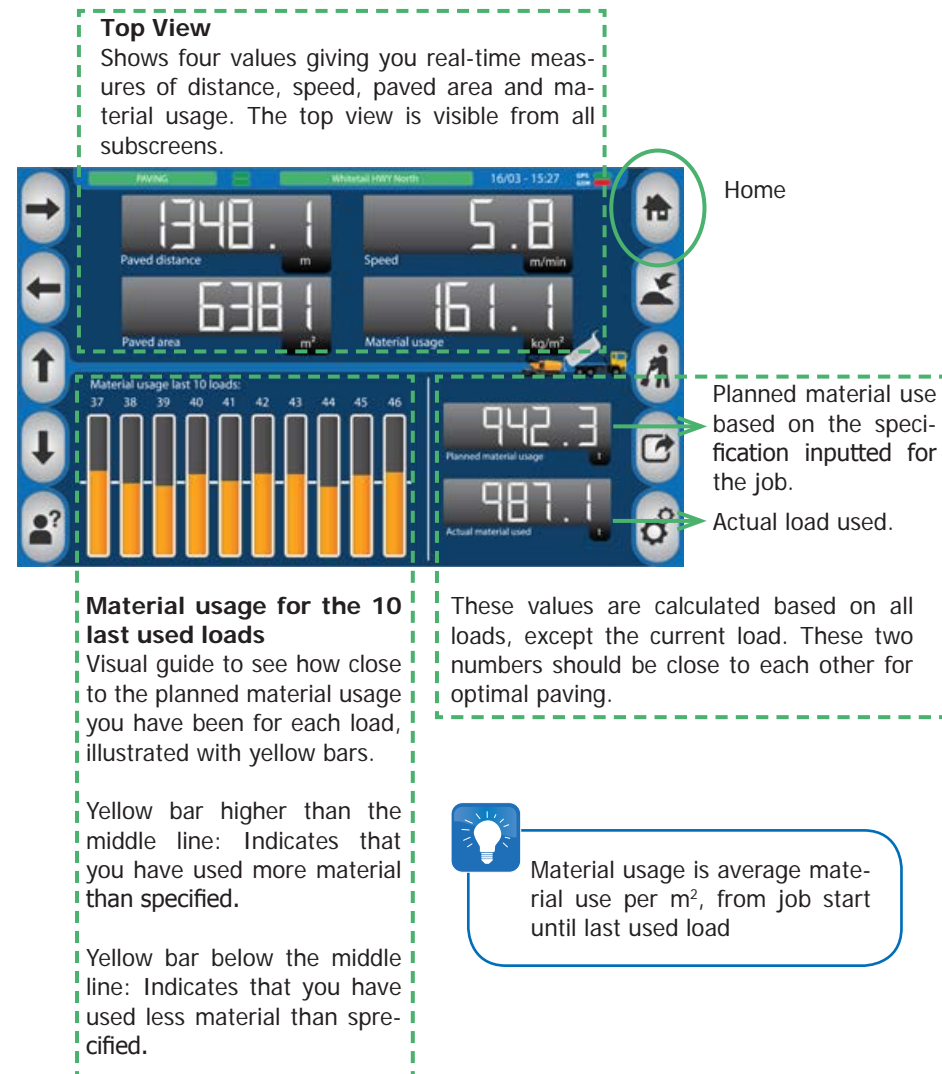 Top View
Shows four values giving you real-time meas-
ures of distance, speed, paved area and ma-
terial usage. The top view is visible from all
subscreens.
PAVING
Whitetail HWY North
16/03 - 15:27
GPS
GSM
Home
1348.1
Paved distance
m
5.8
Speed
m/min
6381
Paved area
m²
161.1
Material usage
kg/m²
Material usage last 10 loads:
37 38 39 40 41 42 43 44 45 46
942.3
Planned material usage
t
987.1
Actual material used
t
?
Planned material use
based on the speci-
fication inputted for
the job.
Actual load used.
Material usage for the 10
last used loads
Visual guide to see how close
to the planned material usage
you have been for each load,
illustrated with yellow bars.
Yellow bar higher than the
middle line: Indicates that
you have used more material
than specified.
Yellow bar below the middle
line: Indicates that you have
used less material than spre-
cified.
These values are calculated based on all
loads, except the current load. These two
numbers should be close to each other for
optimal paving.
Material usage is average mate-
rial use per m², from job start
until last used load